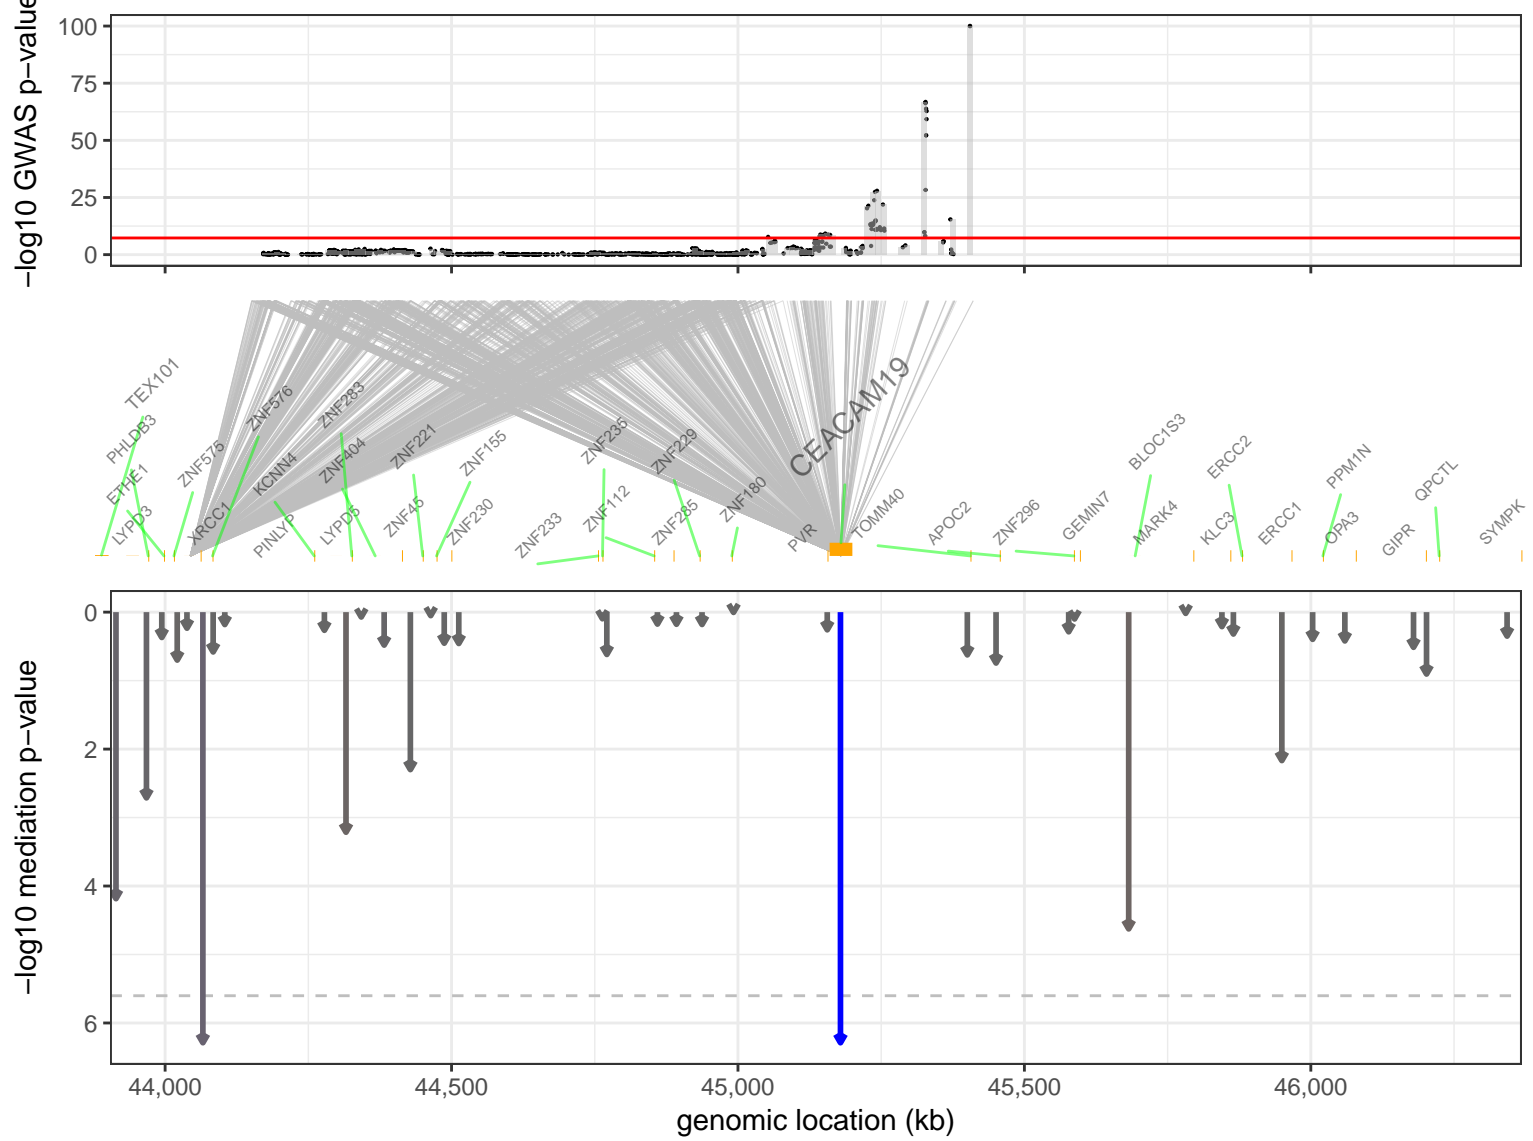 −log10 GWAS p−value
100
75
50
25
0
TEX101
PHLDB3
ETHE1
LYPD3
ZNF575
XRCC1
ZNF576
KCNN4
PINLYP
ZNF283
ZNF404
LYPD5
ZNF221
ZNF45
ZNF155
ZNF230
ZNF233
ZNF235
ZNF112
ZNF229
ZNF285
ZNF180
PVR
CEACAM19
TOMM40
APOC2
ZNF296
GEMIN7
BLOC1S3
MARK4
ERCC2
KLC3
ERCC1
PPM1N
OPA3
GIPR
QPCTL
SYMPK
−log10 mediation p−value
0
2
4
6
44,000
44,500
45,000
45,500
46,000
genomic location (kb)